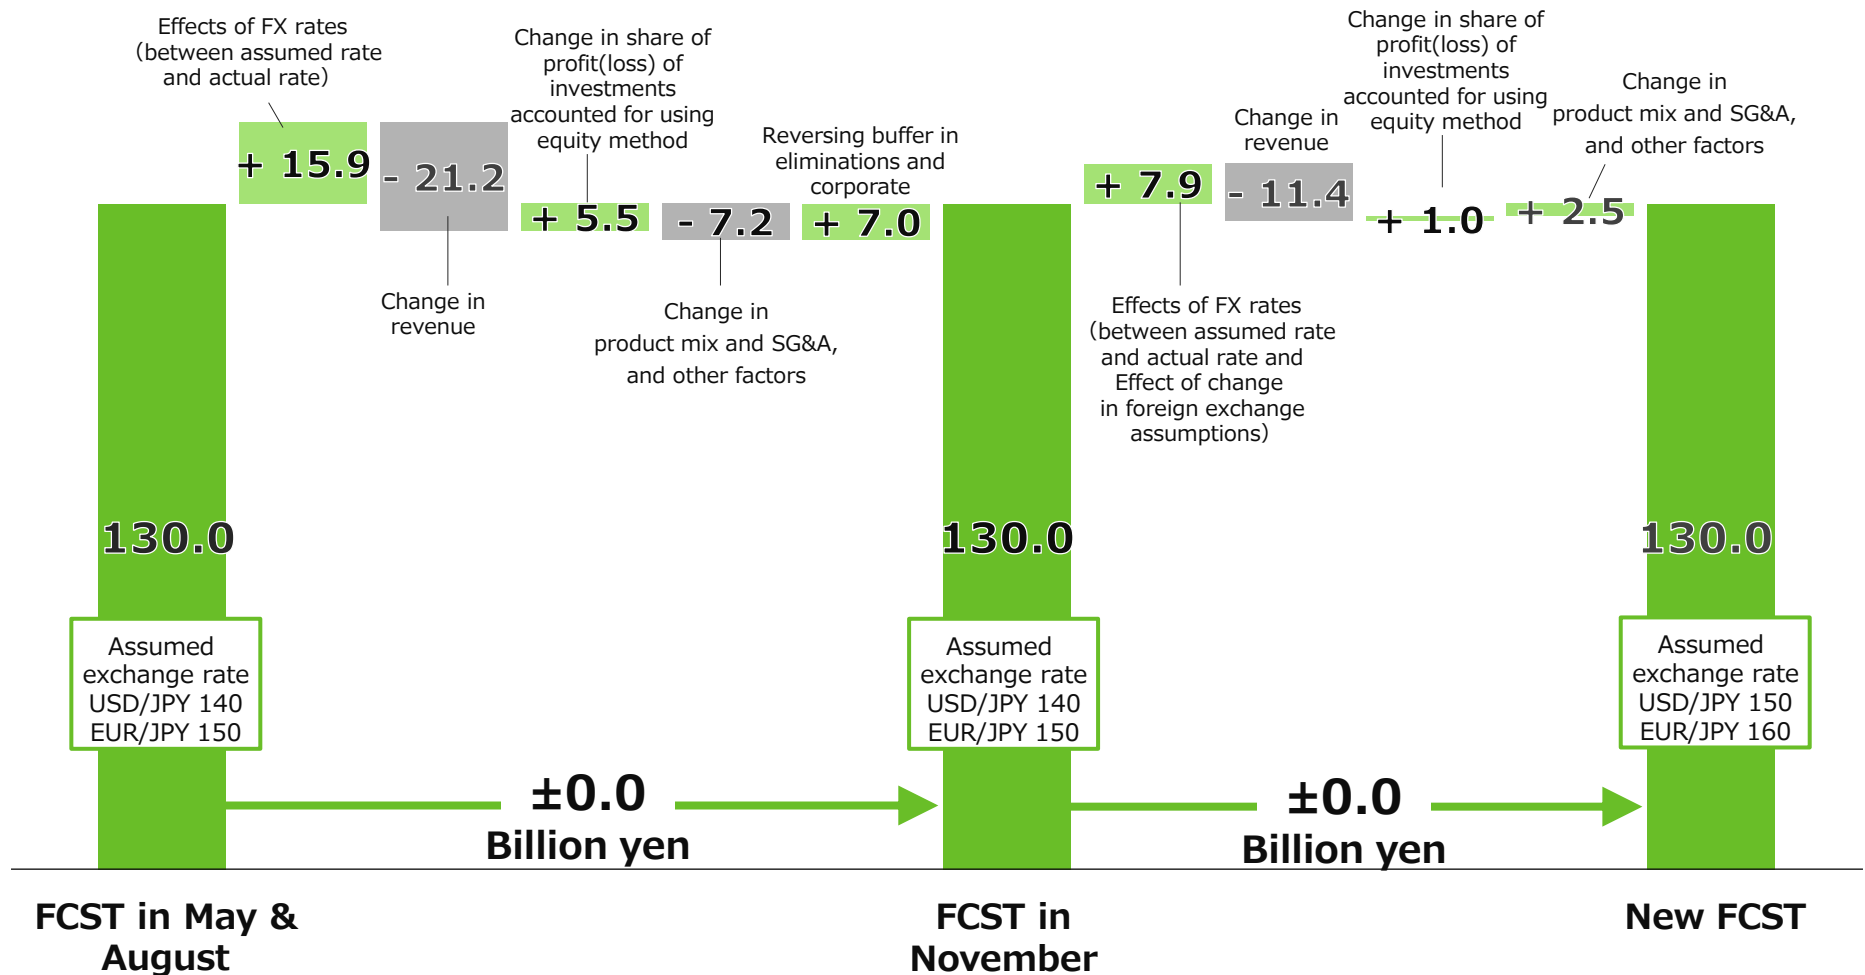 Effects of FX rates
（between assumed rate
and actual rate）
+ 15.9
- 21.2
Change in
revenue
Change in share of
profit(loss) of
investments
accounted for using
equity method
+ 5.5
- 7.2
Change in
product mix and SG&A,
and other factors
Reversing buffer in
eliminations and
corporate
+ 7.0
+ 7.9
Effects of FX rates
（between assumed rate
and actual rate and
Effect of change
in foreign exchange
assumptions）
Change in
revenue
- 11.4
Change in share of
profit(loss) of
investments
accounted for using
equity method
+ 1.0
Change in
product mix and SG&A,
and other factors
+ 2.5
130.0
130.0
130.0
Assumed
exchange rate
USD/JPY 140
EUR/JPY 150
Assumed
exchange rate
USD/JPY 140
EUR/JPY 150
Assumed
exchange rate
USD/JPY 150
EUR/JPY 160
±0.0
Billion yen
±0.0
Billion yen
FCST in May &
August
FCST in
November
New FCST